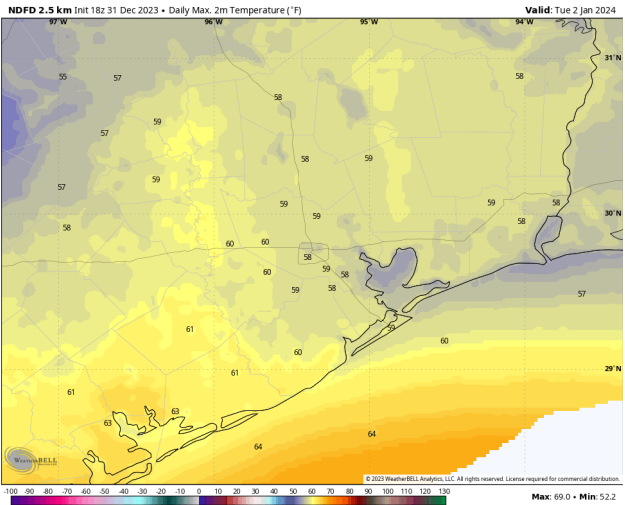 NDFD 2.5 km Init 18z 31 Dec 2023 • Daily Max. 2m Temperature (°F)
Valid: Tue 2 Jan 2024
97°W 96°W 95°W 94°W
31°N
55 57 58
58
59
57
58 59
57 59
59 59 58
59 58
58
30°N
60 60
58
60 59 58
59 58
57
61
59
60
60
61
29°N
61
63 63
64 64
WeatherBELL
© 2023 WeatherBELL Analytics, LLC. All rights reserved. License required for commercial distribution.
-100 -90 -80 -70 -60 -50 -40 -30 -20 -10 0 10 20 30 40 50 60 70 80 90 100 110 120 130
Max: 69.0 • Min: 52.2